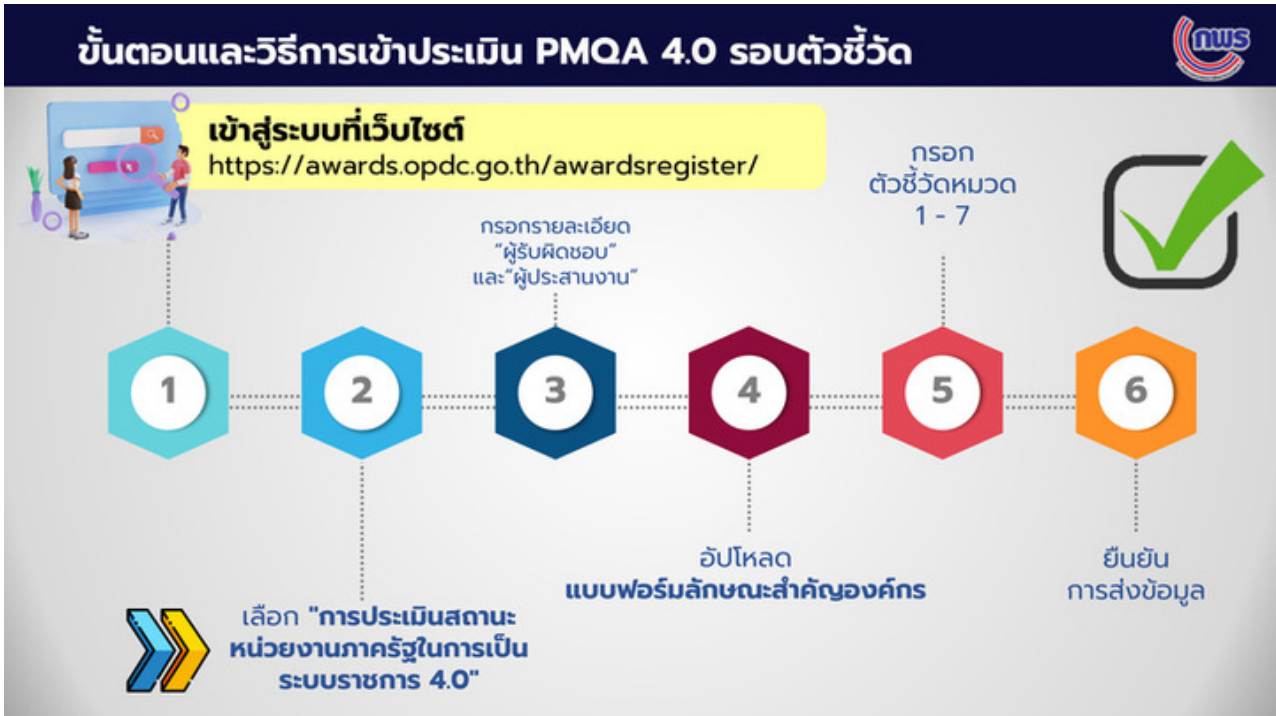 ขั้นตอนและวิธีการเข้าประเมิน PMQA 4.0 รอบตัวชี้วัด
กพร
เข้าสู่ระบบที่เว็บไซต์
https://awards.opdc.go.th/awardsregister/
1
2
เลือก "การประเมินสถานะ
หน่วยงานภาครัฐในการเป็น
ระบบราชการ 4.0"
กรอกรายละเอียด
"ผู้รับผิดชอบ"
และ"ผู้ประสานงาน"
3
4
อัปโหลด
แบบฟอร์มลักษณะสำคัญองค์กร
กรอก
ตัวชี้วัดหมวด
1 - 7
5
6
ยืนยัน
การส่งข้อมูล